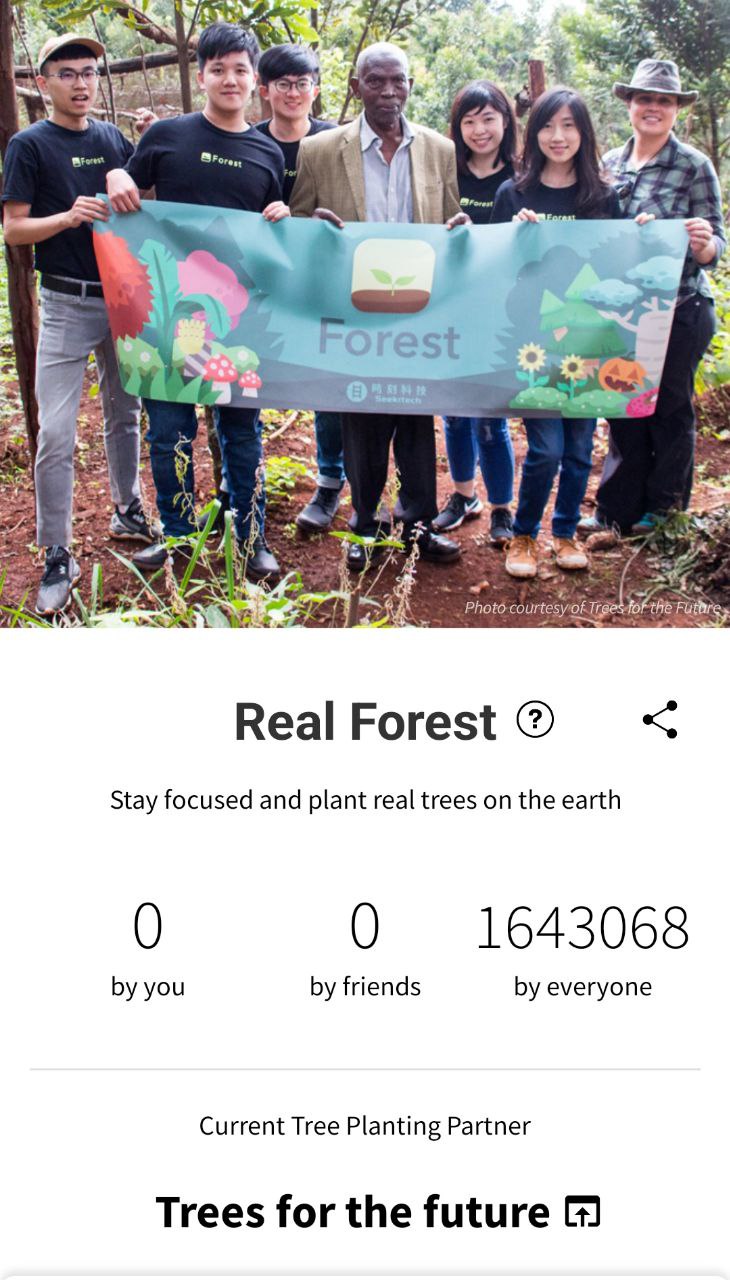 Forest
Forest
For
Forest
Forest
Forest
時刻科技
Seekrtech
Photo courtesy of Trees for the Future
Real Forest ?
Stay focused and plant real trees on the earth
0 0 1643068
by you by friends by everyone
Current Tree Planting Partner
Trees for the future